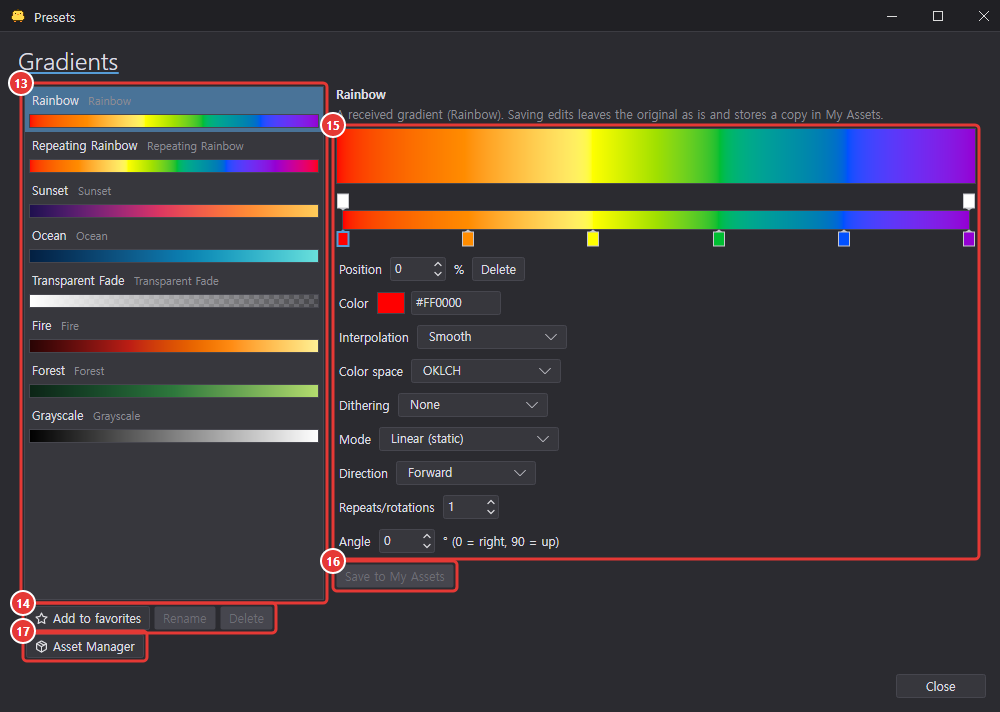 Presets
Gradients
13
Rainbow Rainbow
Repeating Rainbow Repeating Rainbow
Sunset Sunset
Ocean Ocean
Transparent Fade Transparent Fade
Fire Fire
Forest Forest
Grayscale Grayscale
14
Add to favorites Rename Delete
17
Asset Manager
Rainbow
15
received gradient (Rainbow). Saving edits leaves the original as is and stores a copy in My Assets.
Position 0 % Delete
Color #FF0000
Interpolation Smooth
Color space OKLCH
Dithering None
Mode Linear (static)
Direction Forward
Repeats/rotations 1
Angle 0 ° (0 = right, 90 = up)
16
Save to My Assets
Close